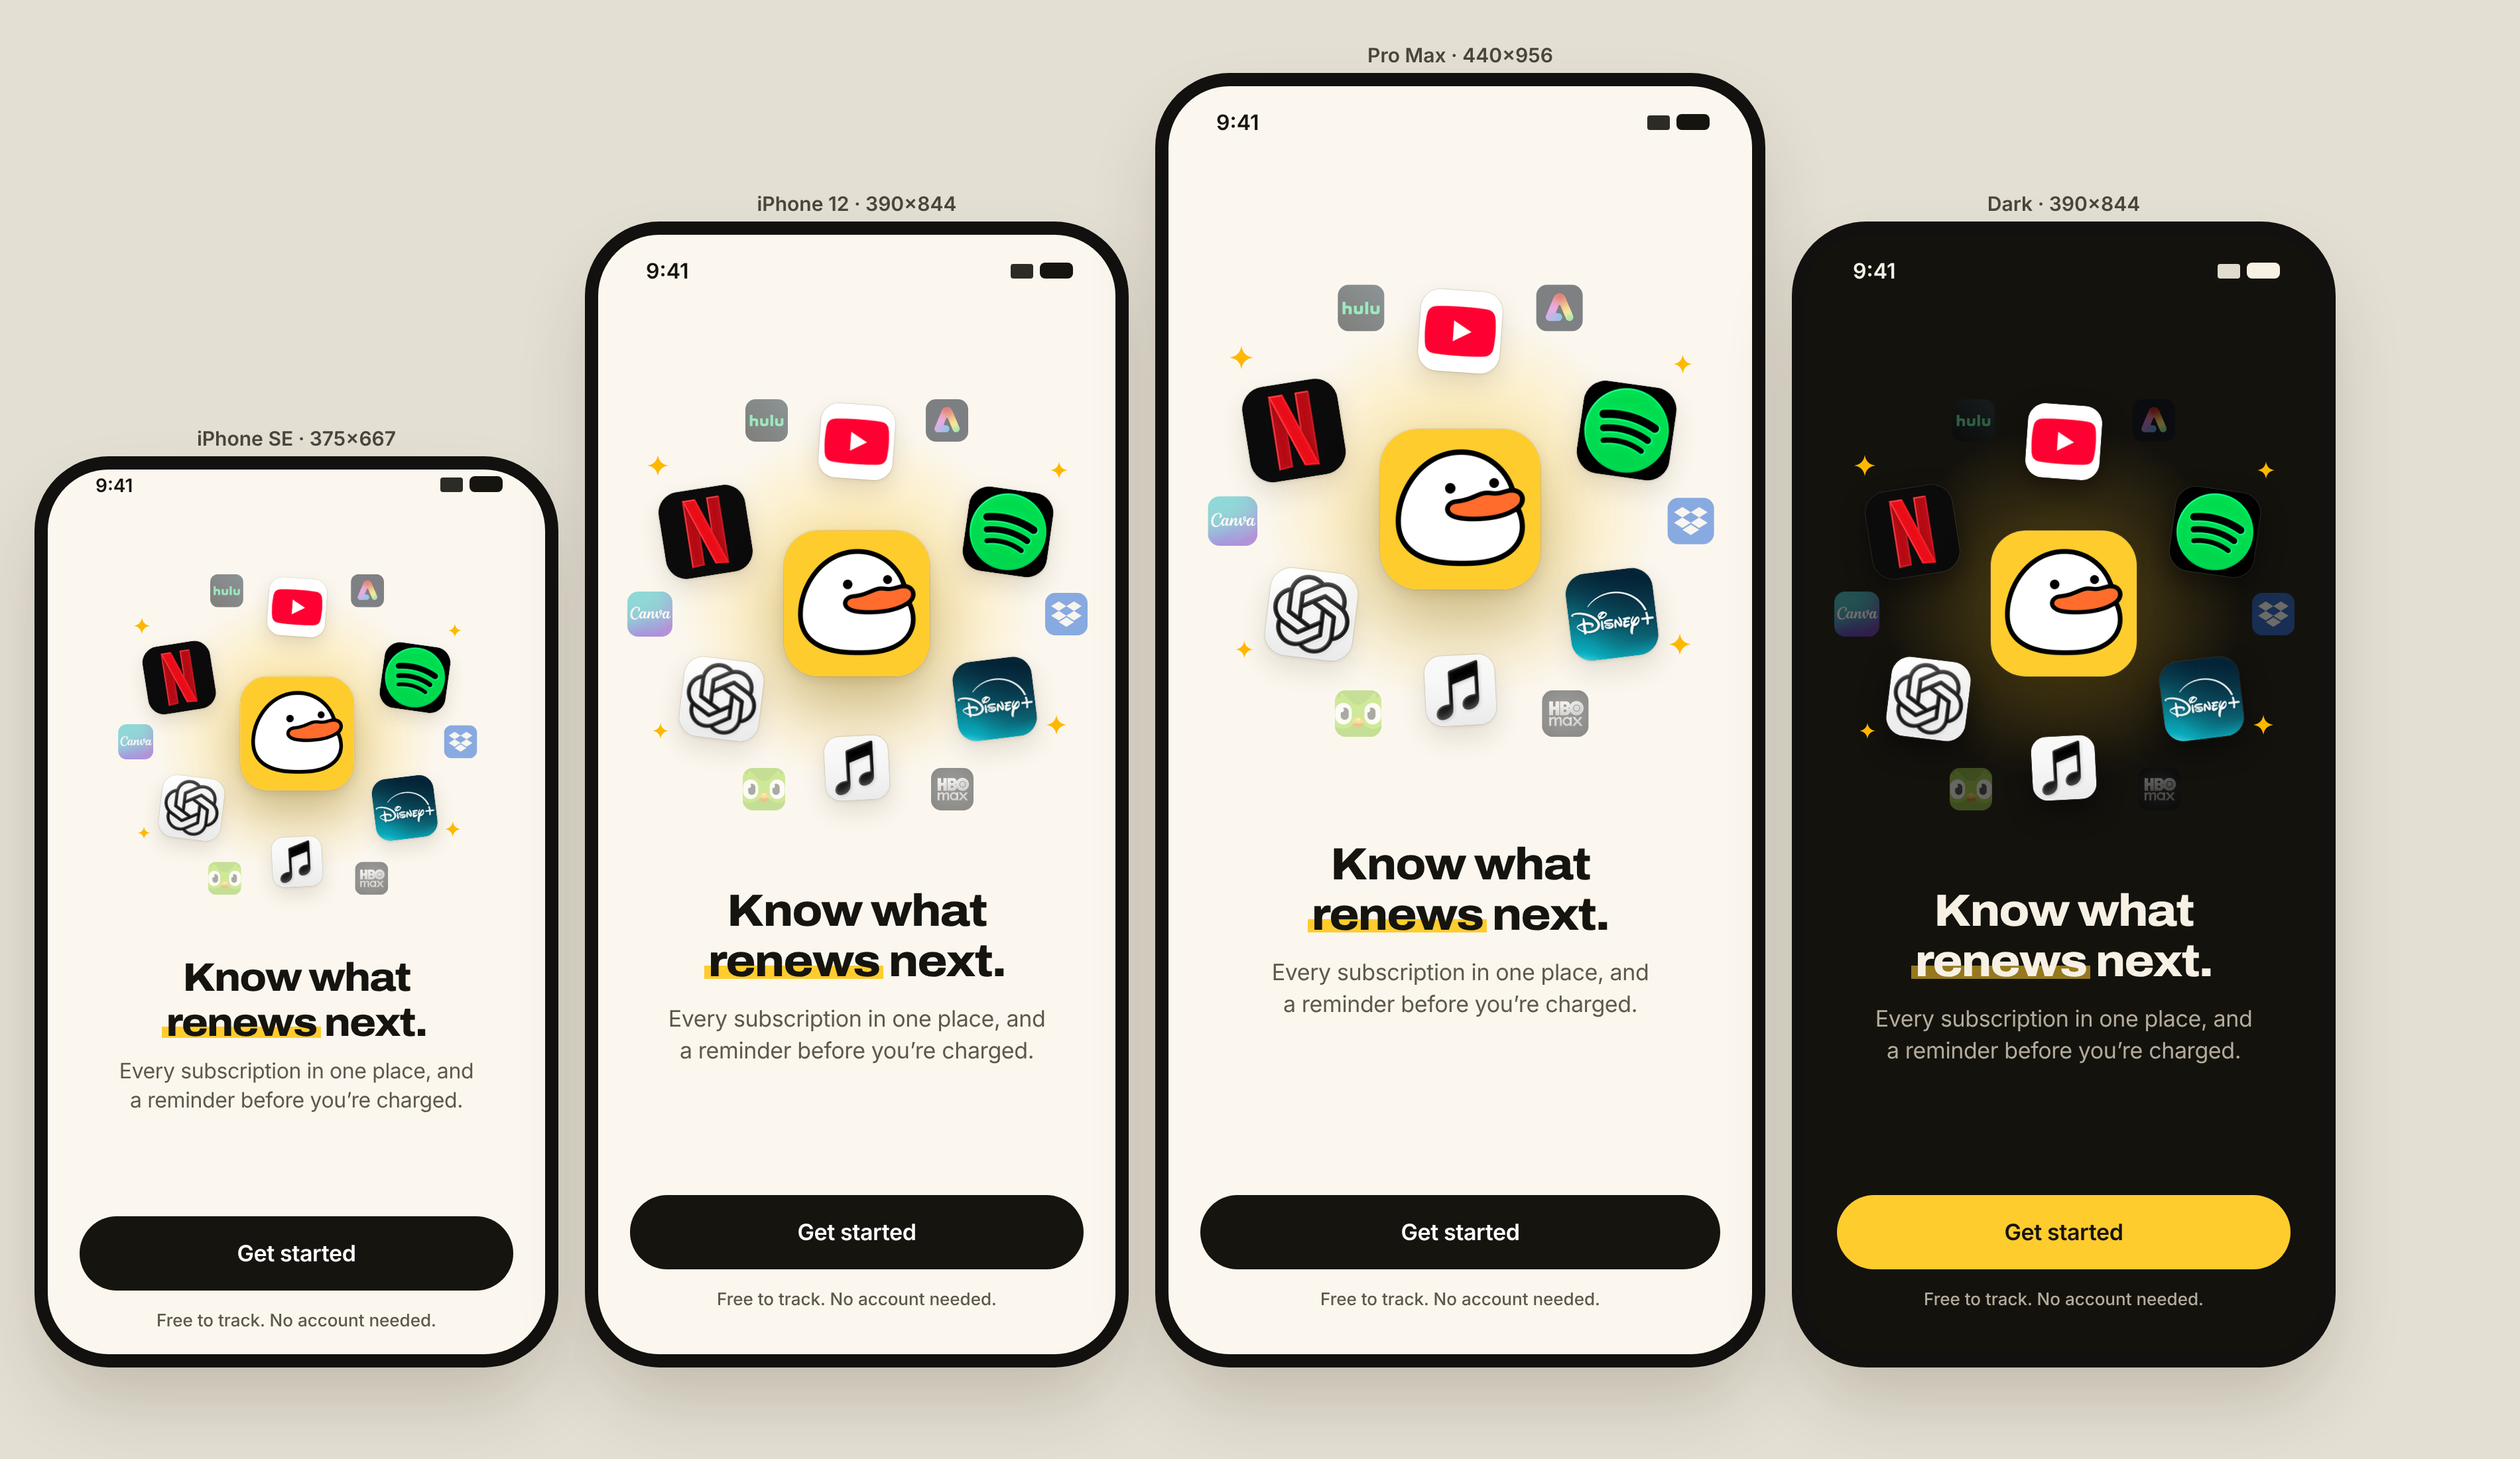 iPhone SE · 375×667
9:41
hulu
Canva
Disney+
HBO
max
Know what
renews next.
Every subscription in one place, and
a reminder before you’re charged.
Get started
Free to track. No account needed.
iPhone 12 · 390×844
9:41
hulu
Canva
Disney+
HBO
max
Know what
renews next.
Every subscription in one place, and
a reminder before you’re charged.
Get started
Free to track. No account needed.
Pro Max · 440×956
9:41
hulu
Canva
Disney+
HBO
max
Know what
renews next.
Every subscription in one place, and
a reminder before you’re charged.
Get started
Free to track. No account needed.
Dark · 390×844
9:41
hulu
Canva
Disney+
HBO
max
Know what
renews next.
Every subscription in one place, and
a reminder before you’re charged.
Get started
Free to track. No account needed.